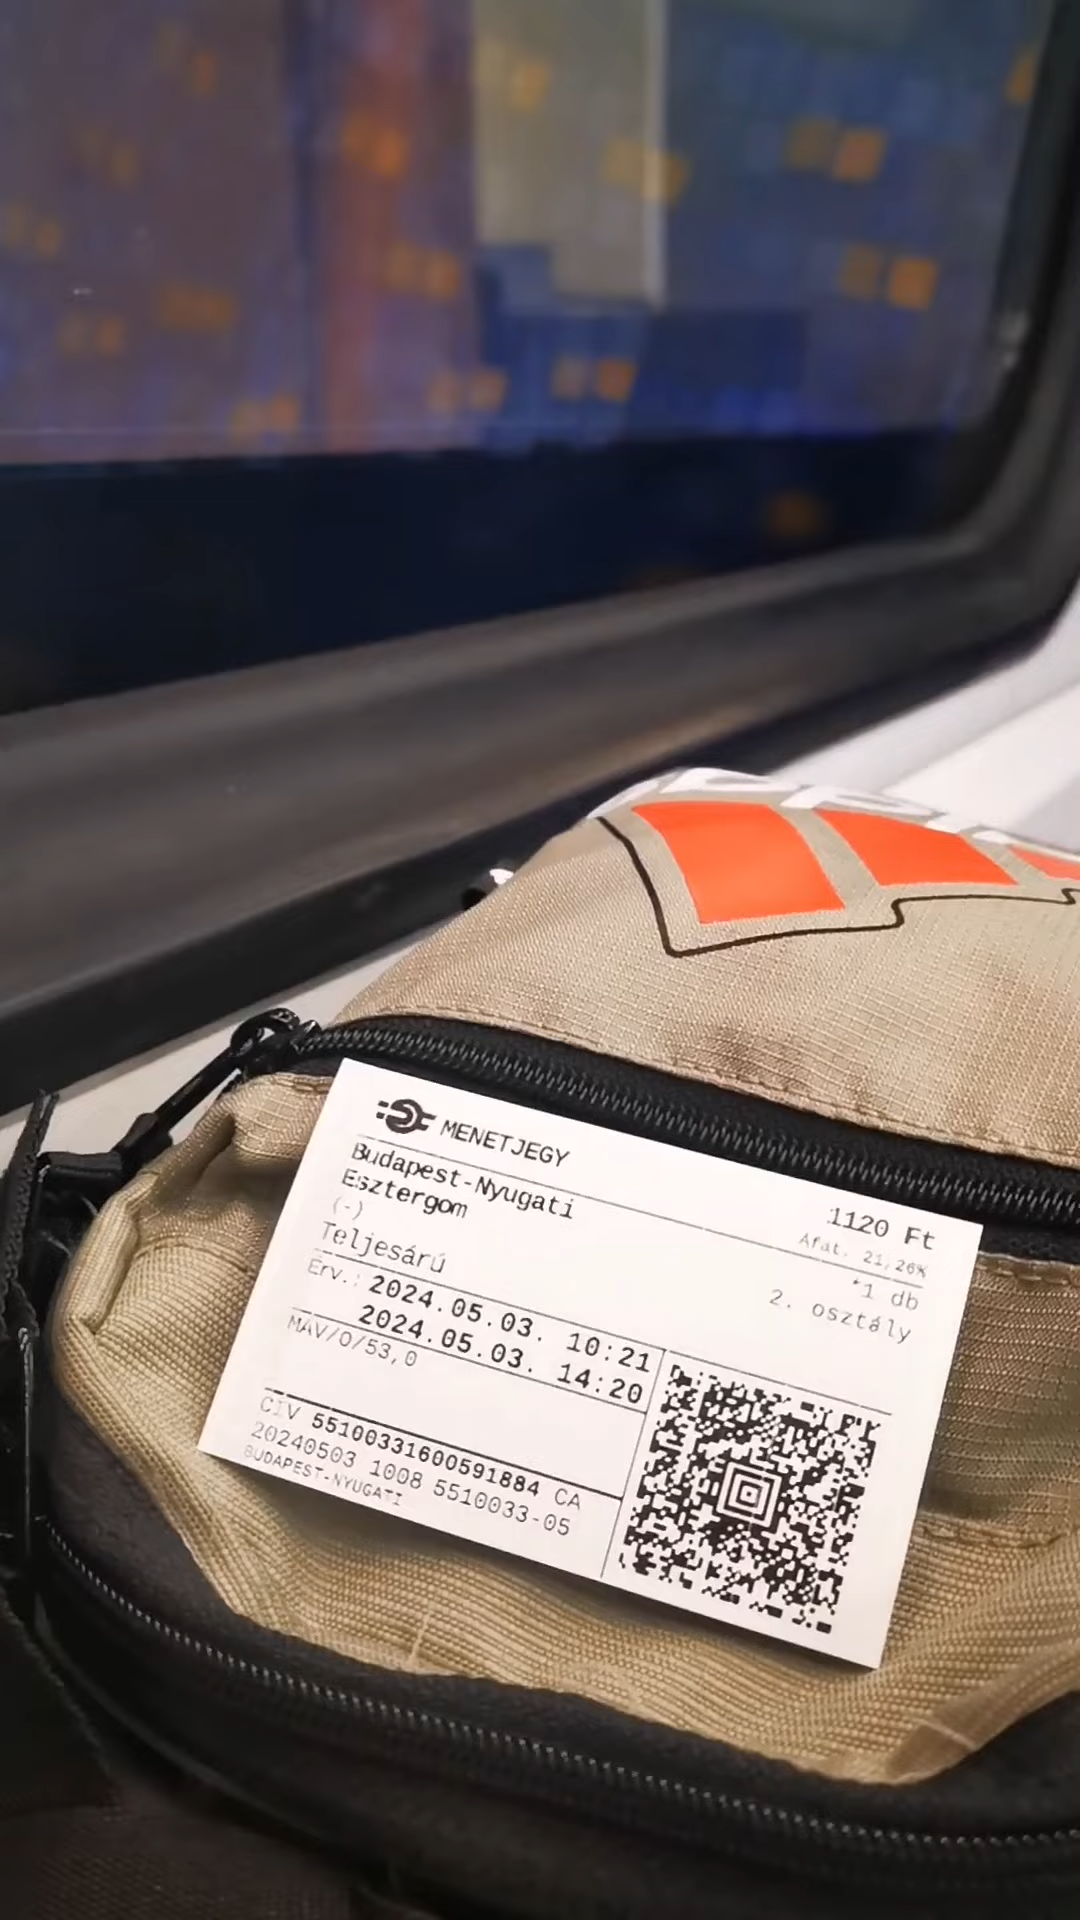 MENETJEGY
Budapest-Nyugati
Esztergom
1120 Ft
Áfat. 21,26%
(-)
Teljesárú
*1 db
2. osztály
Érv.: 2024.05.03. 10:21
2024.05.03. 14:20
MÁV/0/53,0
CIV 55100331600591884 CA
20240503 1008 5510033-05
BUDAPEST-NYUGATI